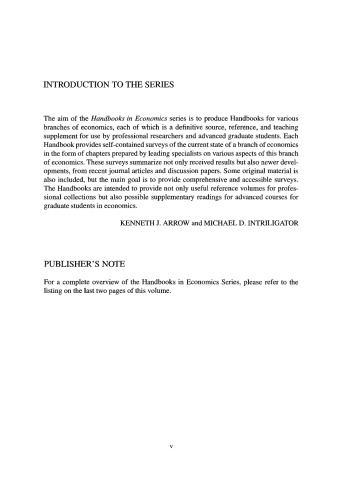 INTRODUCTION TO THE SERIES
The aim of the Handbooks in Economics series is to produce Handbooks for various
branches of economics, each of which is a definitive source, reference, and teaching
supplement for use by professional researchers and advanced graduate students. Each
Handbook provides self-contained surveys of the current state of a branch of economics
in the form of chapters prepared by leading specialists on various aspects of this branch
of economics. These surveys summarize not only received results but also newer devel-
opments, from recent journal articles and discussion papers. Some original material is
also included, but the main goal is to provide comprehensive and accessible surveys.
The Handbooks are intended to provide not only useful reference volumes for profes-
sional collections but also possible supplementary readings for advanced courses for
graduate students in economics.
KENNETH J. ARROW and MICHAEL D. INTRILIGATOR
PUBLISHER'S NOTE
For a complete overview of the Handbooks in Economics Series, please refer to the
listing on the last two pages of this volume.
v